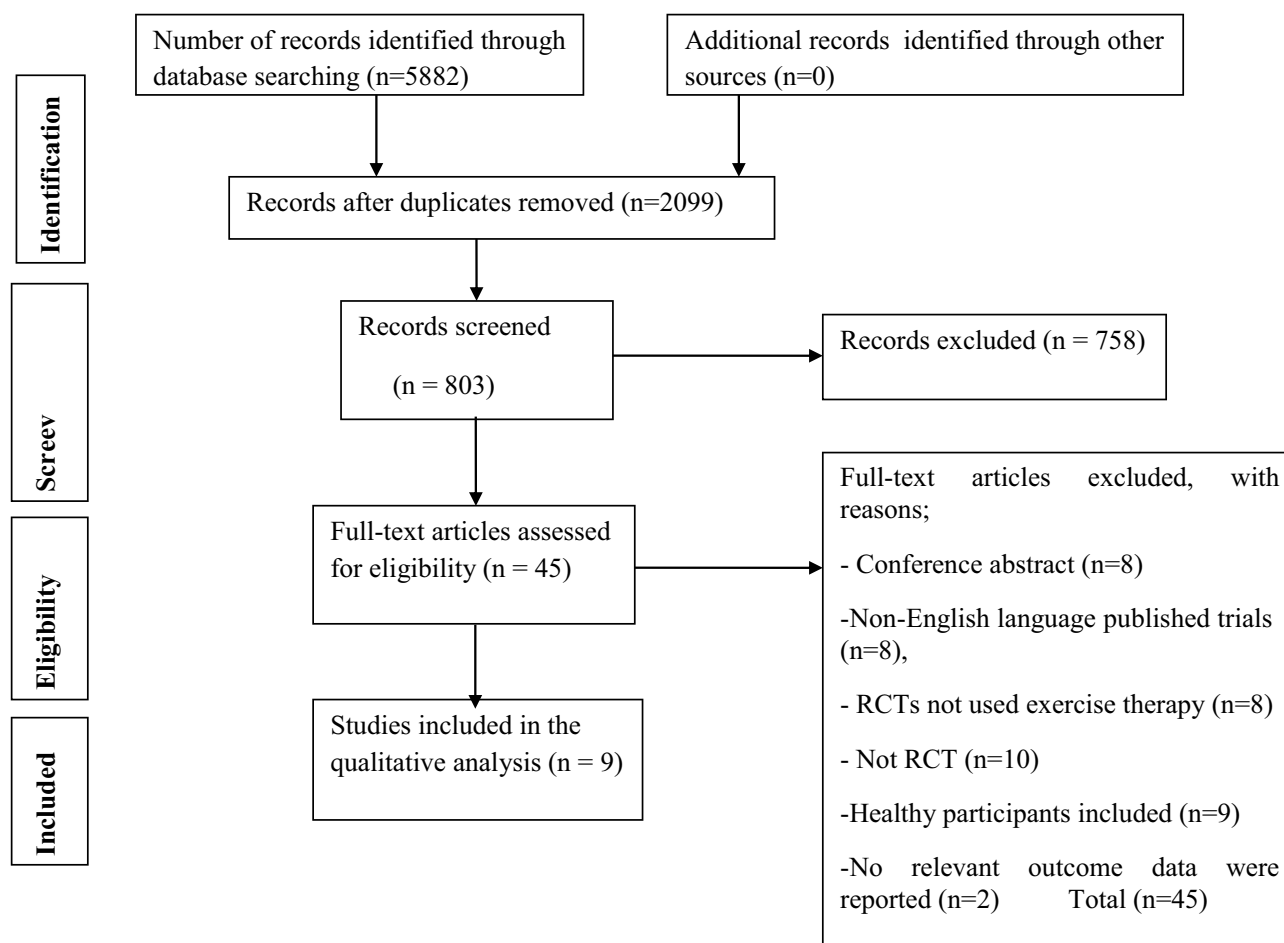 Number of records identified through
database searching (n=5882)
Additional records identified through other
sources (n=0)
Identification
Records after duplicates removed (n=2099)
Records screened
(n = 803)
Records excluded (n = 758)
Screev
Full-text articles assessed
for eligibility (n = 45)
Full-text articles excluded, with
reasons;
- Conference abstract (n=8)
-Non-English language published trials
(n=8),
- RCTs not used exercise therapy (n=8)
- Not RCT (n=10)
-Healthy participants included (n=9)
-No relevant outcome data were
reported (n=2) Total (n=45)
Eligibility
Studies included in the
qualitative analysis (n = 9)
Included